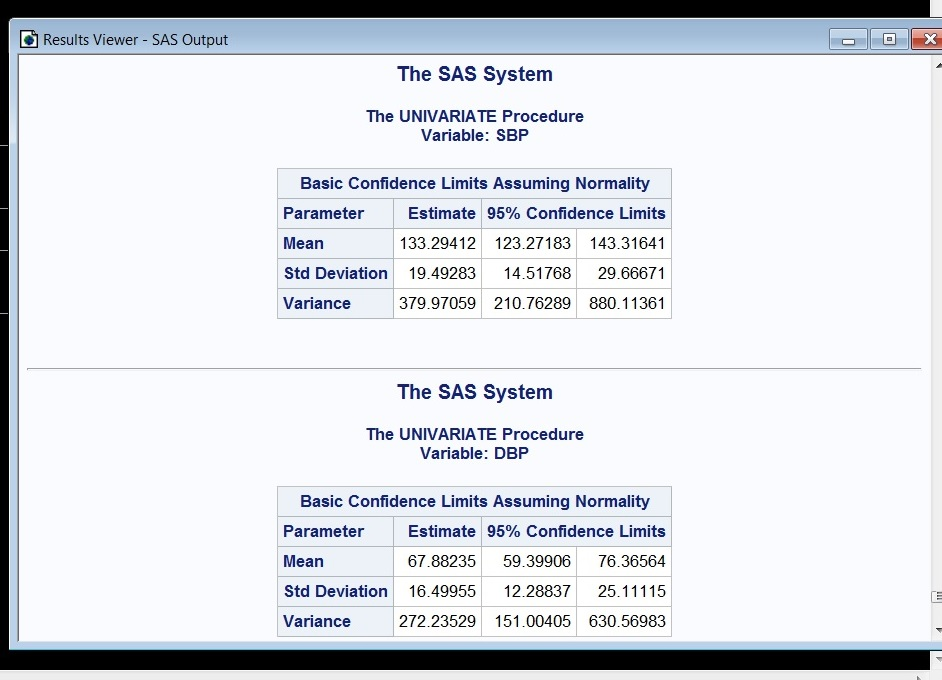 Results Viewer - SAS Output
The SAS System
The UNIVARIATE Procedure
Variable: SBP
Basic Confidence Limits Assuming Normality
Parameter Estimate 95% Confidence Limits
Mean 133.29412 123.27183 143.31641
Std Deviation 19.49283 14.51768 29.66671
Variance 379.97059 210.76289 880.11361
The SAS System
The UNIVARIATE Procedure
Variable: DBP
Basic Confidence Limits Assuming Normality
Parameter Estimate 95% Confidence Limits
Mean 67.88235 59.39906 76.36564
Std Deviation 16.49955 12.28837 25.11115
Variance 272.23529 151.00405 630.56983